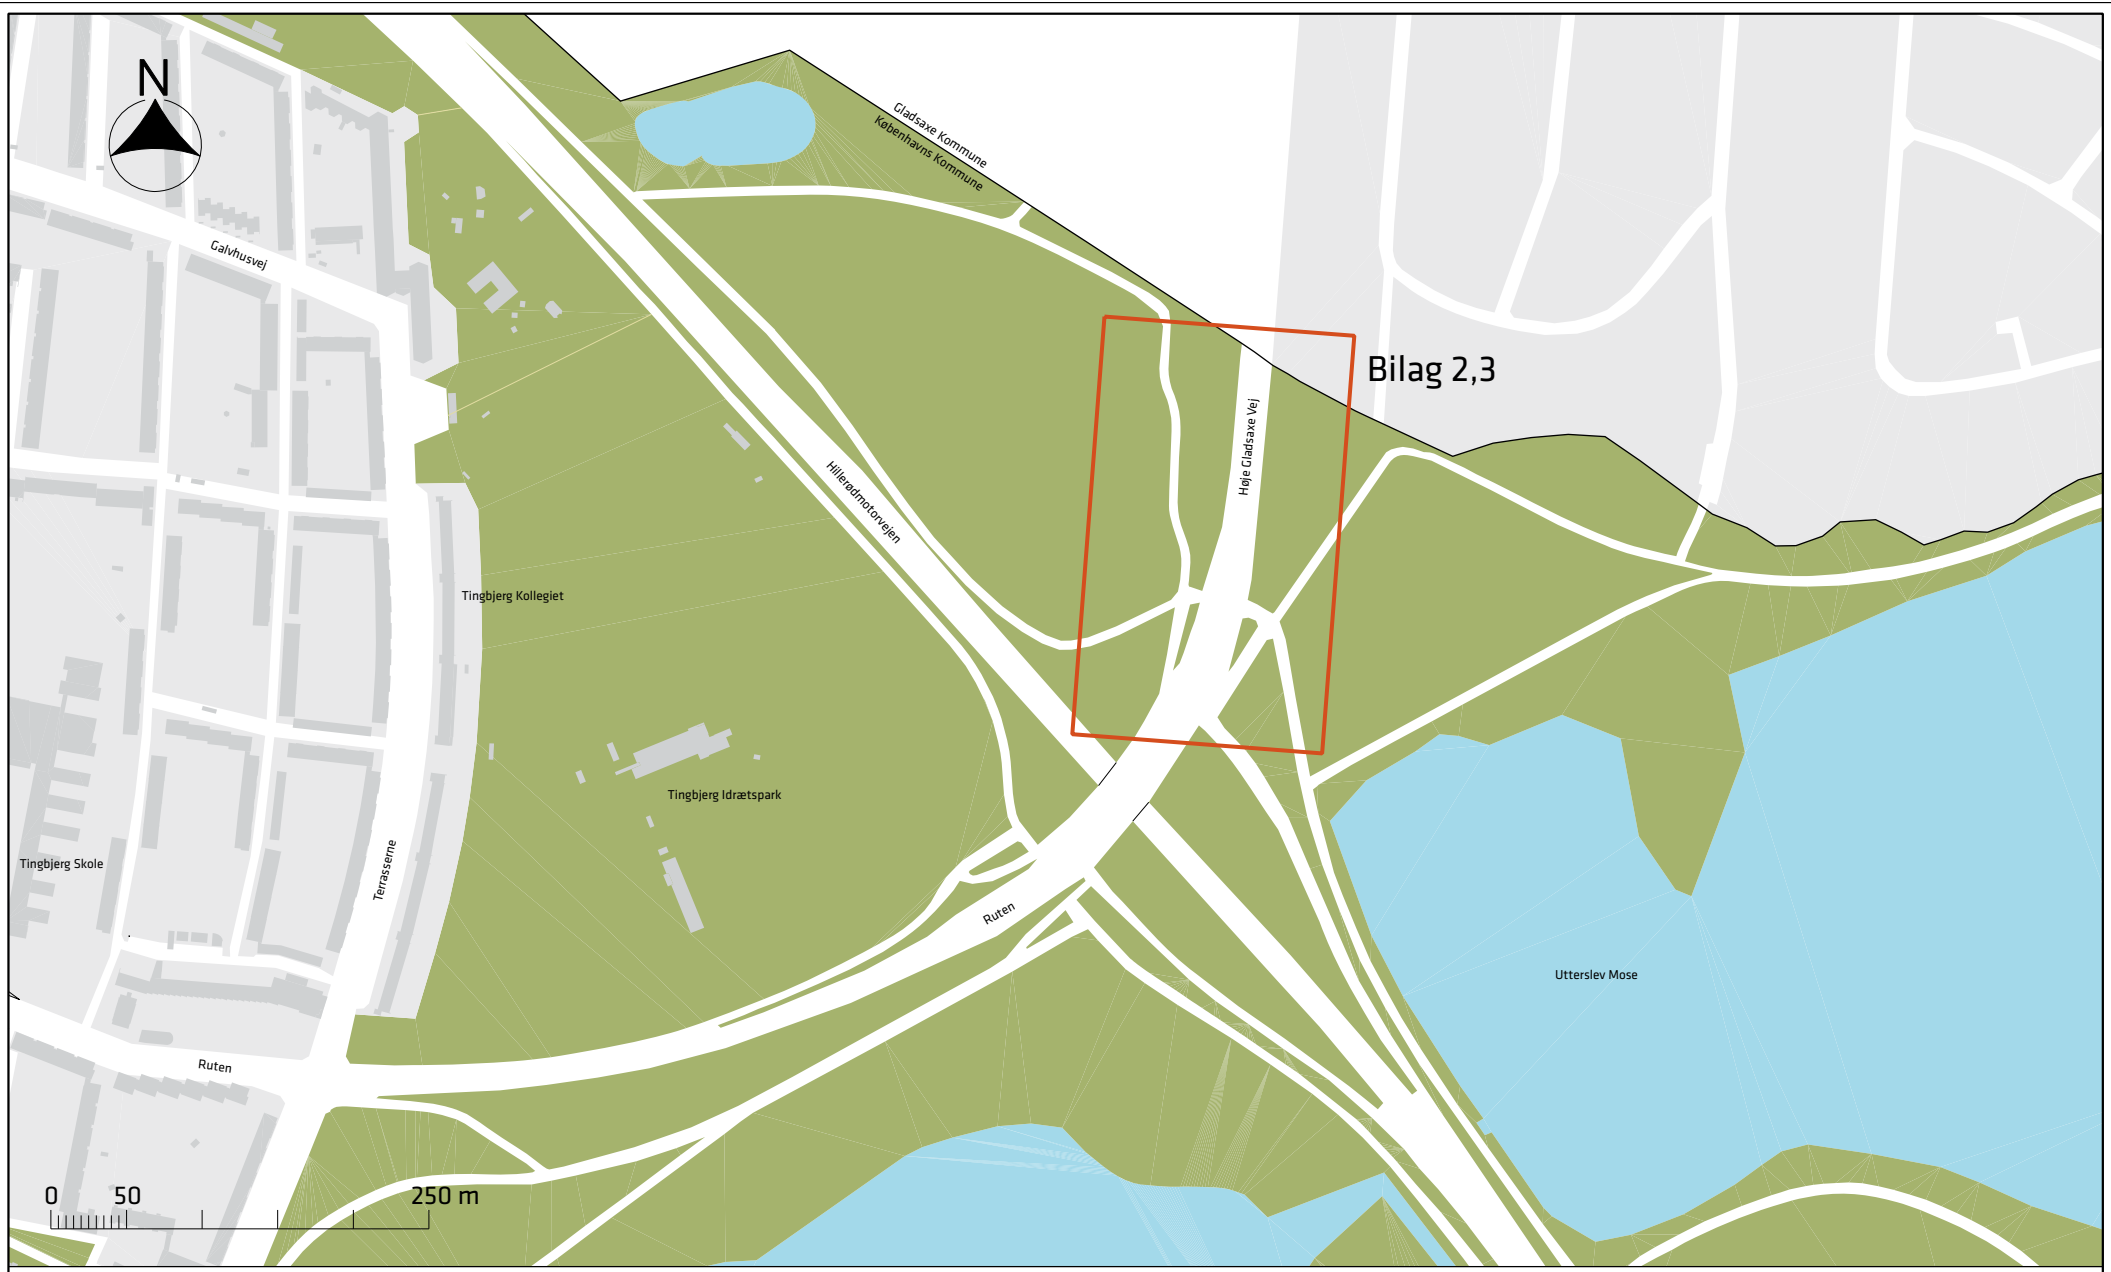 N
Gladsaxe Kommune
Københavns Kommune
Galvhusvej
Bilag 2,3
Høje Gladsaxe Vej
Hillerødmotorvejen
Tingbjerg Kollegiet
Tingbjerg Idrætspark
Tingbjerg Skole
Terrasserne
Ruten
Utterslev Mose
Ruten
0 50 250 m